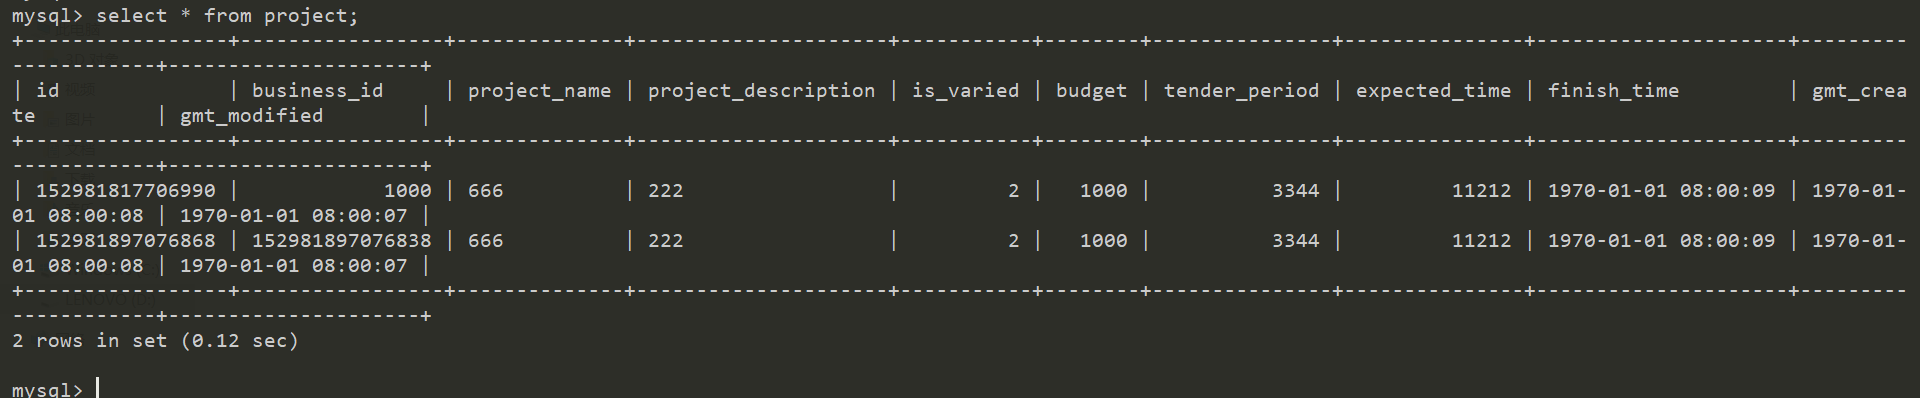 mysql> select * from project;
+-----------------+-----------------+--------------+---------------------+-----------+--------+---------------+---------------+---------------------+---------
------------+---------------------+
| id              | business_id     | project_name | project_description | is_varied | budget | tender_period | expected_time | finish_time         | gmt_crea
te          | gmt_modified        |
+-----------------+-----------------+--------------+---------------------+-----------+--------+---------------+---------------+---------------------+---------
------------+---------------------+
| 152981817706990 |            1000 | 666          | 222                 |         2 |   1000 |          3344 |         11212 | 1970-01-01 08:00:09 | 1970-01-
01 08:00:08 | 1970-01-01 08:00:07 |
| 152981897076868 | 152981897076838 | 666          | 222                 |         2 |   1000 |          3344 |         11212 | 1970-01-01 08:00:09 | 1970-01-
01 08:00:08 | 1970-01-01 08:00:07 |
+-----------------+-----------------+--------------+---------------------+-----------+--------+---------------+---------------+---------------------+---------
------------+---------------------+
2 rows in set (0.12 sec)
mysql>